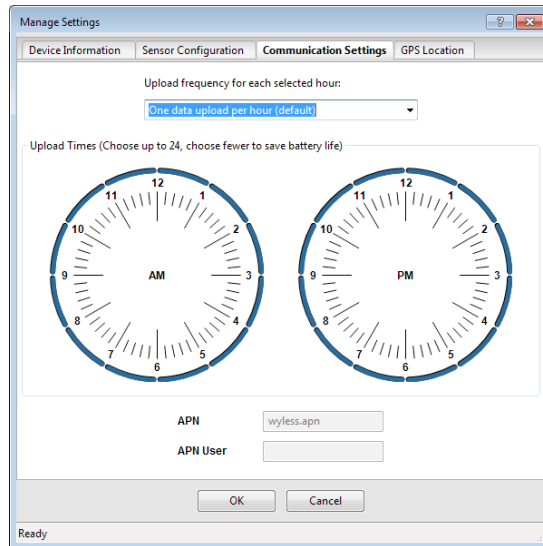 Manage Settings
Device Information Sensor Configuration Communication Settings GPS Location
Upload frequency for each selected hour:
One data upload per hour (default)
Upload Times (Choose up to 24, choose fewer to save battery life)
12
11 1
10 2
9 AM 3
8 4
7 5
6
12
11 1
10 2
9 PM 3
8 4
7 5
6
APN wyless.apn
APN User
OK Cancel
Ready